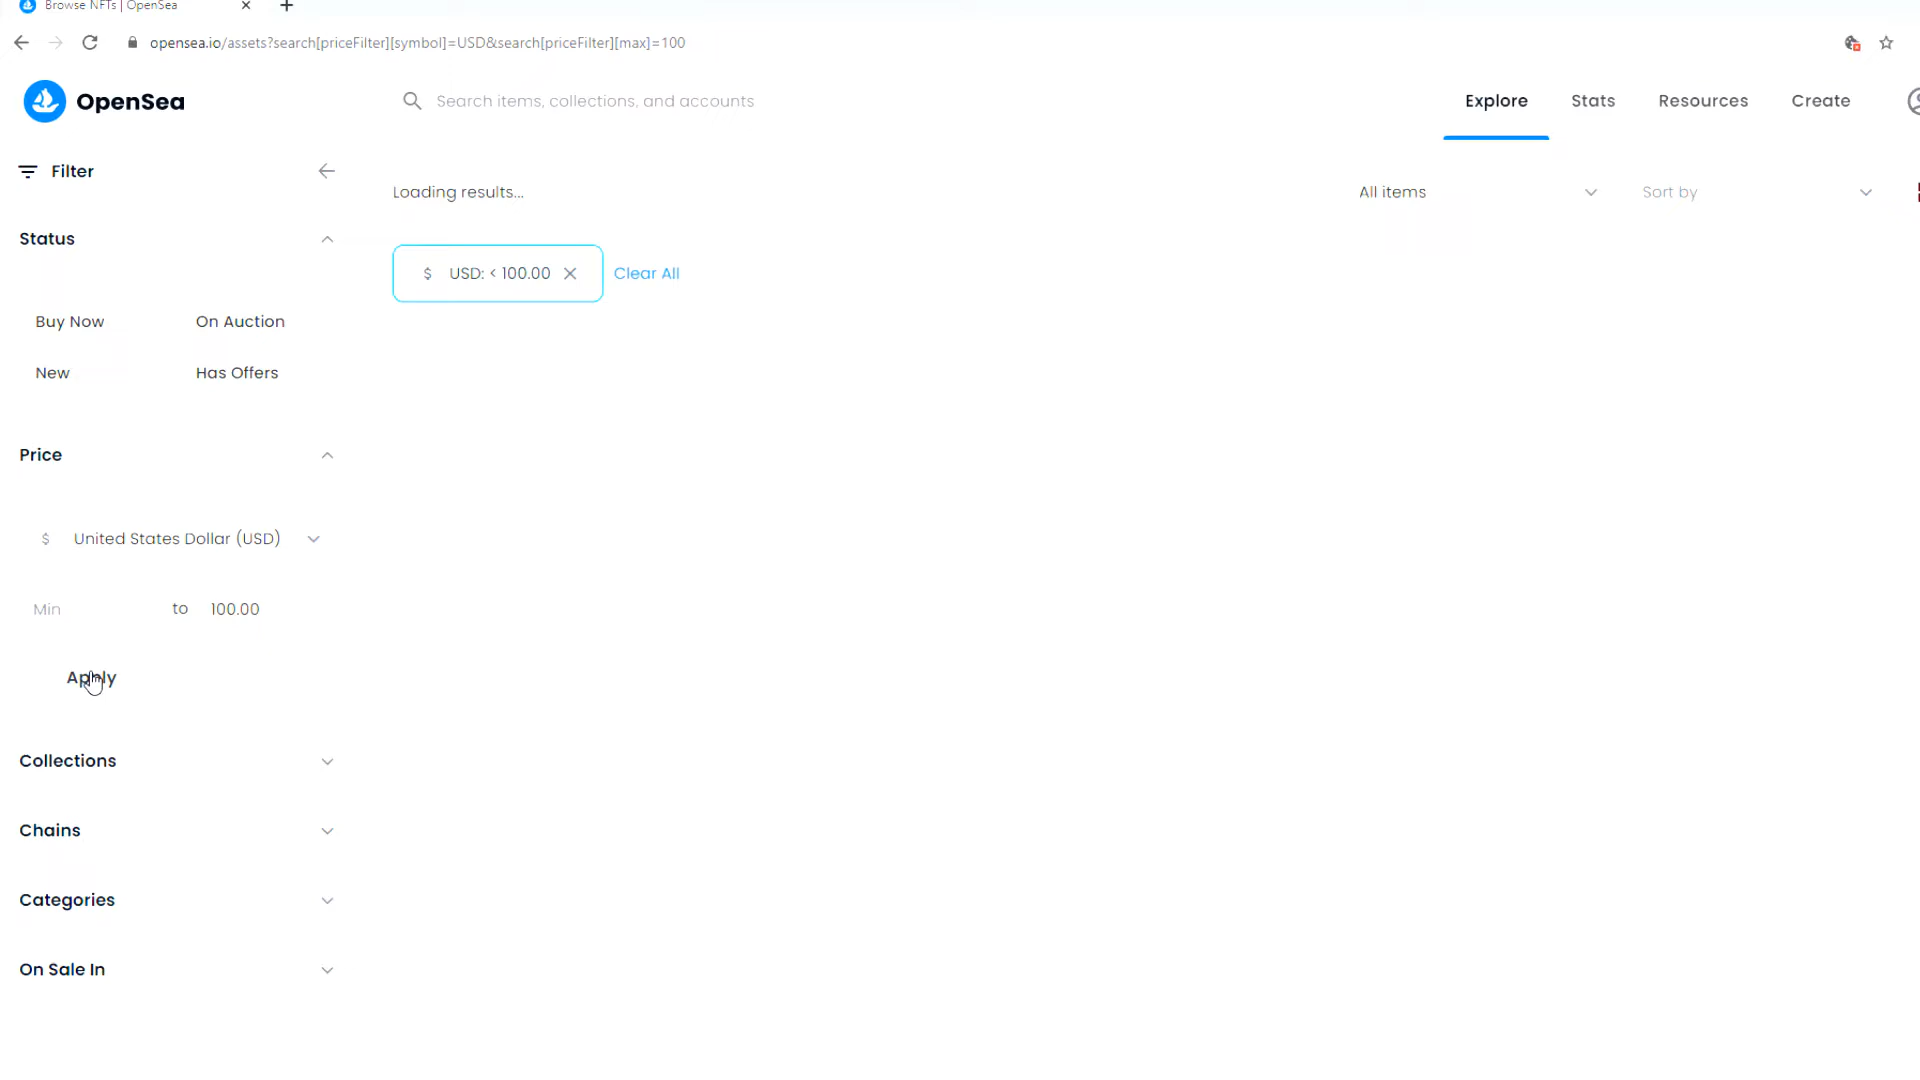 Browse NFTs | OpenSea
opensea.io/assets?search[priceFilter][symbol]=USD&search[priceFilter][max]=100
OpenSea
Search items, collections, and accounts
Explore
Stats
Resources
Create
Filter
Loading results...
All items
Sort by
Status
$ USD: < 100.00
Clear All
Buy Now
On Auction
New
Has Offers
Price
$ United States Dollar (USD)
Min to 100.00
Apply
Collections
Chains
Categories
On Sale In